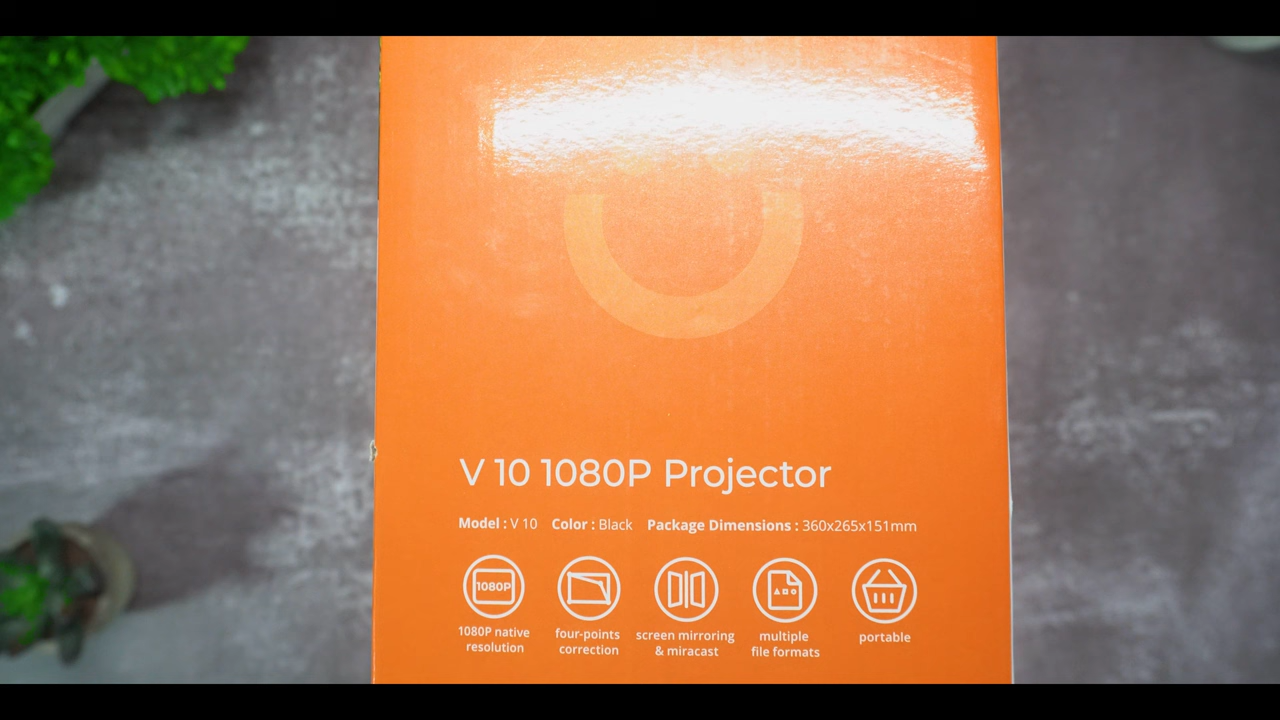 V 10 1080P Projector
Model : V 10 Color : Black Package Dimensions : 360x265x151mm
1080P
1080P native
resolution
four-points
correction
screen mirroring
& miracast
multiple
file formats
portable